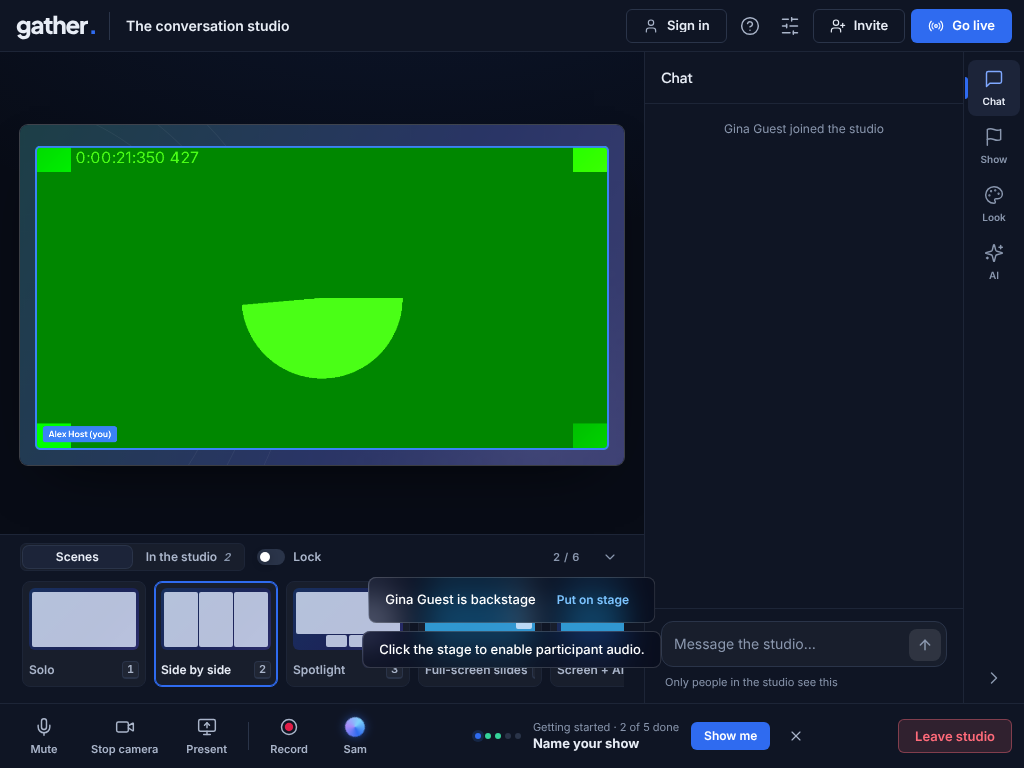 gather.
The conversation studio
Sign in
Invite
Go live
Chat
Gina Guest joined the studio
Chat
Show
Look
AI
0:00:21:350 427
Alex Host (you)
Scenes
In the studio 2
Lock
2 / 6
Gina Guest is backstage
Put on stage
Click the stage to enable participant audio.
Solo
1
Side by side
2
Spotlight
3
Full-screen slides
Screen + AI
Message the studio...
Only people in the studio see this
Mute
Stop camera
Present
Record
Sam
Getting started · 2 of 5 done
Name your show
Show me
Leave studio